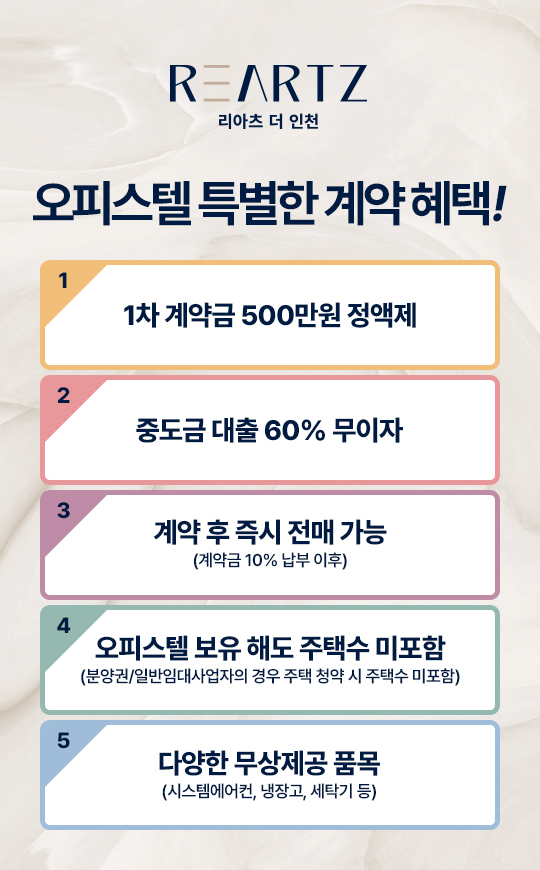 REARTZ
리아츠 더 인천
오피스텔 특별한 계약 혜택!
1
1차 계약금 500만원 정액제
2
중도금 대출 60% 무이자
3
계약 후 즉시 전매 가능
(계약금 10% 납부 이후)
4
오피스텔 보유 해도 주택수 미포함
(분양권/일반임대사업자의 경우 주택 청약 시 주택수 미포함)
5
다양한 무상제공 품목
(시스템에어컨, 냉장고, 세탁기 등)